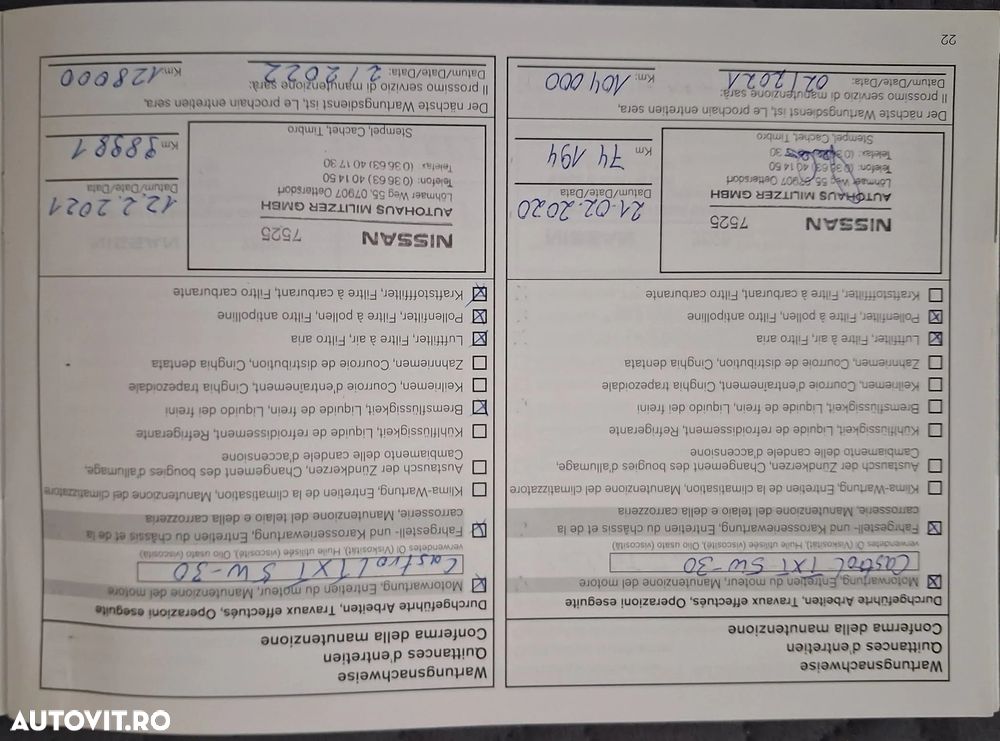 Wartungsnachweise
Quittances d'entretien
Conferma della manutenzione
Durchgeführte Arbeiten, Travaux effectués, Operazioni eseguite
Motorwartung, Entretien du moteur, Manutenzione del motore
Castrol TXT 5W-30
verwendetes Öl (Viskosität), Huile utilisée (viscosité), Olio usato (viscosità)
Fahrgestell- und Karosseriewartung, Entretien du châssis et de la
carrosserie, Manutenzione del telaio e della carrozzeria
Klima-Wartung, Entretien de la climatisation, Manutenzione del climatizzatore
Austausch der Zündkerzen, Changement des bougies d'allumage,
Cambiamento delle candele d'accensione
Kühlflüssigkeit, Liquide de refroidissement, Refrigerante
Bremsflüssigkeit, Liquide de frein, Liquido dei freini
Keilriemen, Courroie d'entraînement, Cinghia trapezoidale
Zahnriemen, Courroie de distribution, Cinghia dentata
Luftfilter, Filtre à air, Filtro aria
Pollenfilter, Filtre à pollen, Filtro antipolline
Kraftstofffilter, Filtre à carburant, Filtro carburante
NISSAN 7525
AUTOHAUS MILITZER GMBH
Löhmaer Weg 55, 07907 Oettersdorf
Telefon: (0 36 63) 40 14 50
Telefax: 30
Stempel, Cachet, Timbro
21.02.2020
Datum/Date/Data
74 194
Km
Der nächste Wartungsdienst ist, Le prochain entretien sera,
Il prossimo servizio di manutenzione sarà:
Datum/Date/Data: 02/2021 Km: 104 000
Wartungsnachweise
Quittances d'entretien
Conferma della manutenzione
Durchgeführte Arbeiten, Travaux effectués, Operazioni eseguite
Motorwartung, Entretien du moteur, Manutenzione del motore
Castrol TXT 5W-30
verwendetes Öl (Viskosität), Huile utilisée (viscosité), Olio usato (viscosità)
Fahrgestell- und Karosseriewartung, Entretien du châssis et de la
carrosserie, Manutenzione del telaio e della carrozzeria
Klima-Wartung, Entretien de la climatisation, Manutenzione del climatizzatore
Austausch der Zündkerzen, Changement des bougies d'allumage,
Cambiamento delle candele d'accensione
Kühlflüssigkeit, Liquide de refroidissement, Refrigerante
Bremsflüssigkeit, Liquide de frein, Liquido dei freini
Keilriemen, Courroie d'entraînement, Cinghia trapezoidale
Zahnriemen, Courroie de distribution, Cinghia dentata
Luftfilter, Filtre à air, Filtro aria
Pollenfilter, Filtre à pollen, Filtro antipolline
Kraftstofffilter, Filtre à carburant, Filtro carburante
NISSAN 7525
AUTOHAUS MILITZER GMBH
Löhmaer Weg 55, 07907 Oettersdorf
Telefon: (0 36 63) 40 14 50
Telefax: (0 36 63) 40 17 30
Stempel, Cachet, Timbro
12.2.2021
Datum/Date/Data
98981
Km
Der nächste Wartungsdienst ist, Le prochain entretien sera,
Il prossimo servizio di manutenzione sarà:
Datum/Date/Data: 2/2022 Km: 128000
22
AUTOVIT.RO